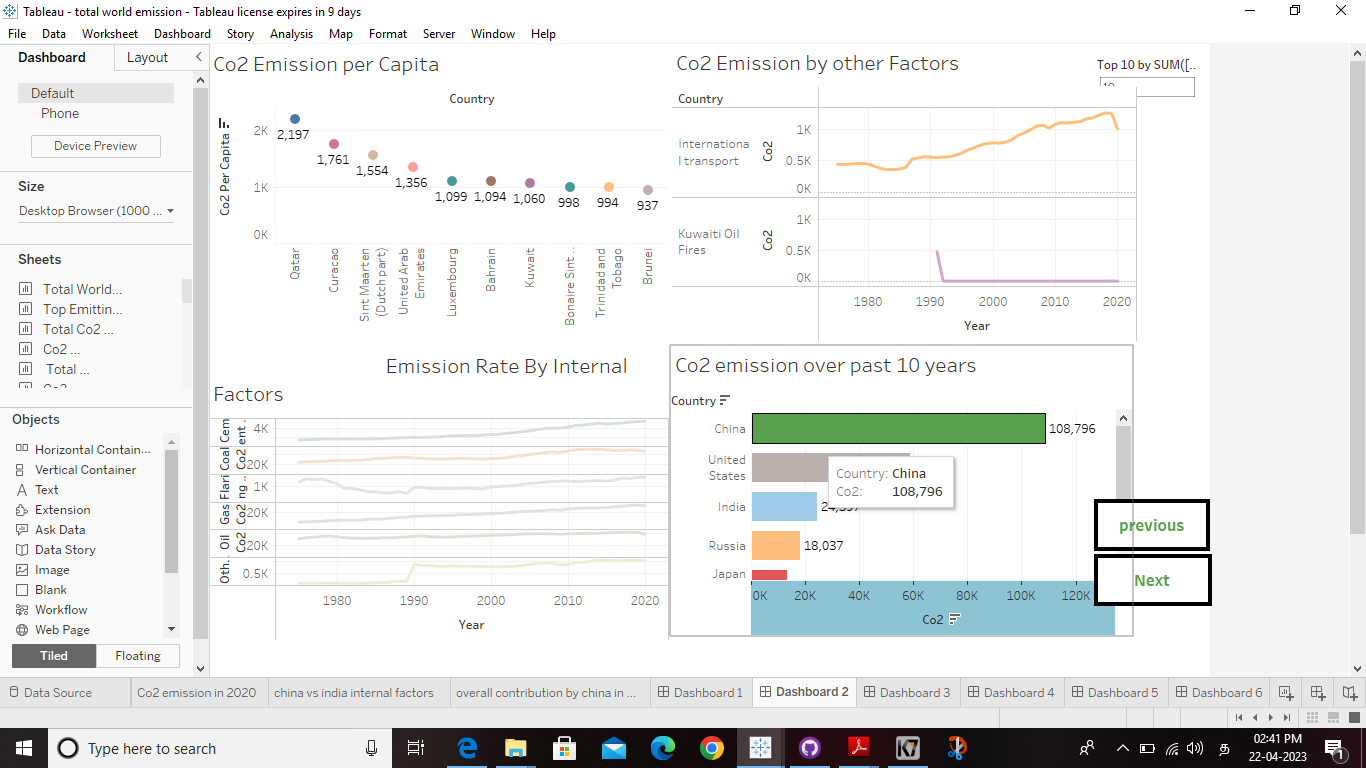 Tableau - total world emission - Tableau license expires in 9 days
File Data Worksheet Dashboard Story Analysis Map Format Server Window Help
Dashboard Layout
Default
Phone
Device Preview
Size
Desktop Browser (1000 ...
Sheets
Total World...
Top Emittin...
Total Co2 ...
Co2 ...
Total ...
Objects
Horizontal Contain...
Vertical Container
Text
Extension
Ask Data
Data Story
Image
Blank
Workflow
Web Page
Tiled Floating
Co2 Emission per Capita
Country
Co2 Per Capita
2K
1K
0K
2,197
1,761
1,554
1,356
1,099
1,094
1,060
998
994
937
Qatar
Curacao
Sint Maarten
(Dutch part)
United Arab
Emirates
Luxembourg
Bahrain
Kuwait
Bonaire Sint ..
Trinidad and
Tobago
Brunei
Co2 Emission by other Factors
Top 10 by SUM([..
Country
Internationa
l transport
Co2
1K
0.5K
0K
Kuwaiti Oil
Fires
Co2
1K
0.5K
0K
1980 1990 2000 2010 2020
Year
Emission Rate By Internal
Factors
Cem
ent ..
4K
Coal
Co2
20K
Gas Flari
ng ..
1K
Co2
20K
Oil
Co2
20K
Oth..
0.5K
1980 1990 2000 2010 2020
Year
Co2 emission over past 10 years
Country
China 108,796
United
States
India
Russia 18,037
Japan
Country: China
Co2: 108,796
0K 20K 40K 60K 80K 100K 120K
Co2
previous
Next
Data Source Co2 emission in 2020 china vs india internal factors overall contribution by china in ... Dashboard 1 Dashboard 2 Dashboard 3 Dashboard 4 Dashboard 5 Dashboard 6
Type here to search
02:41 PM
22-04-2023
1